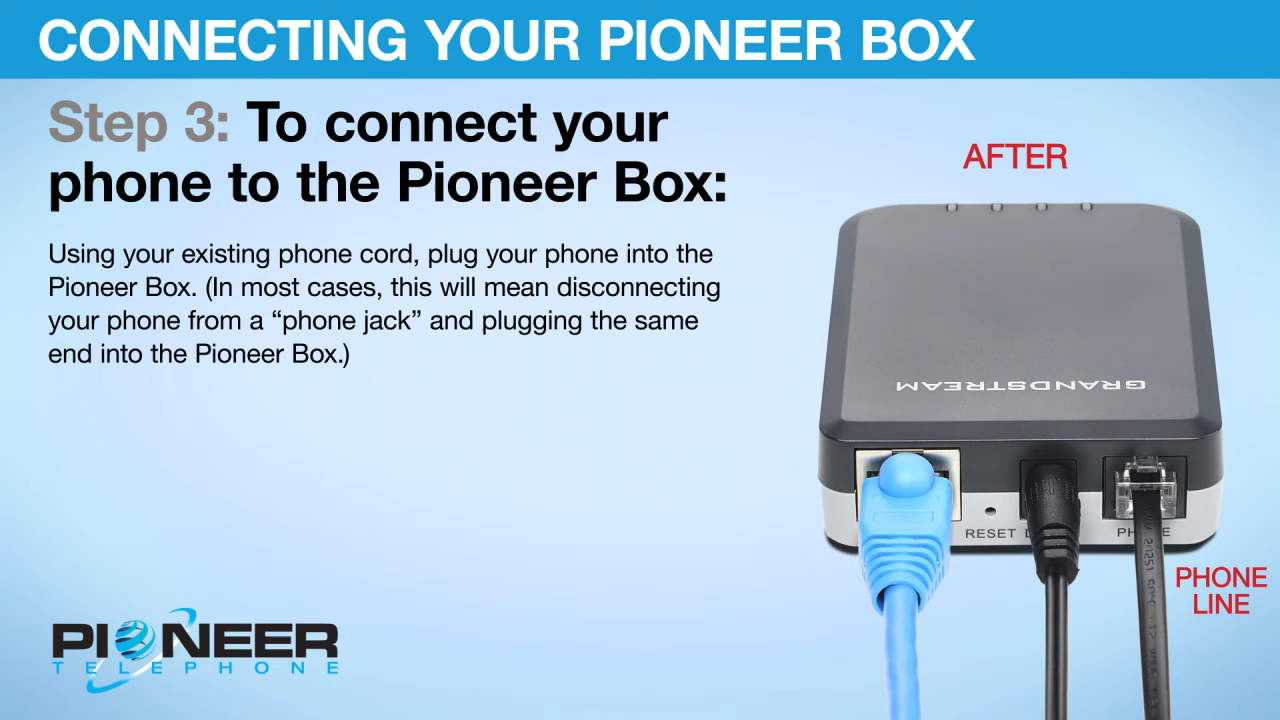 CONNECTING YOUR PIONEER BOX
Step 3: To connect your
phone to the Pioneer Box:
Using your existing phone cord, plug your phone into the
Pioneer Box. (In most cases, this will mean disconnecting
your phone from a “phone jack” and plugging the same
end into the Pioneer Box.)
AFTER
GRANDSTREAM
RESET
PHONE
LINE
PIONEER
TELEPHONE